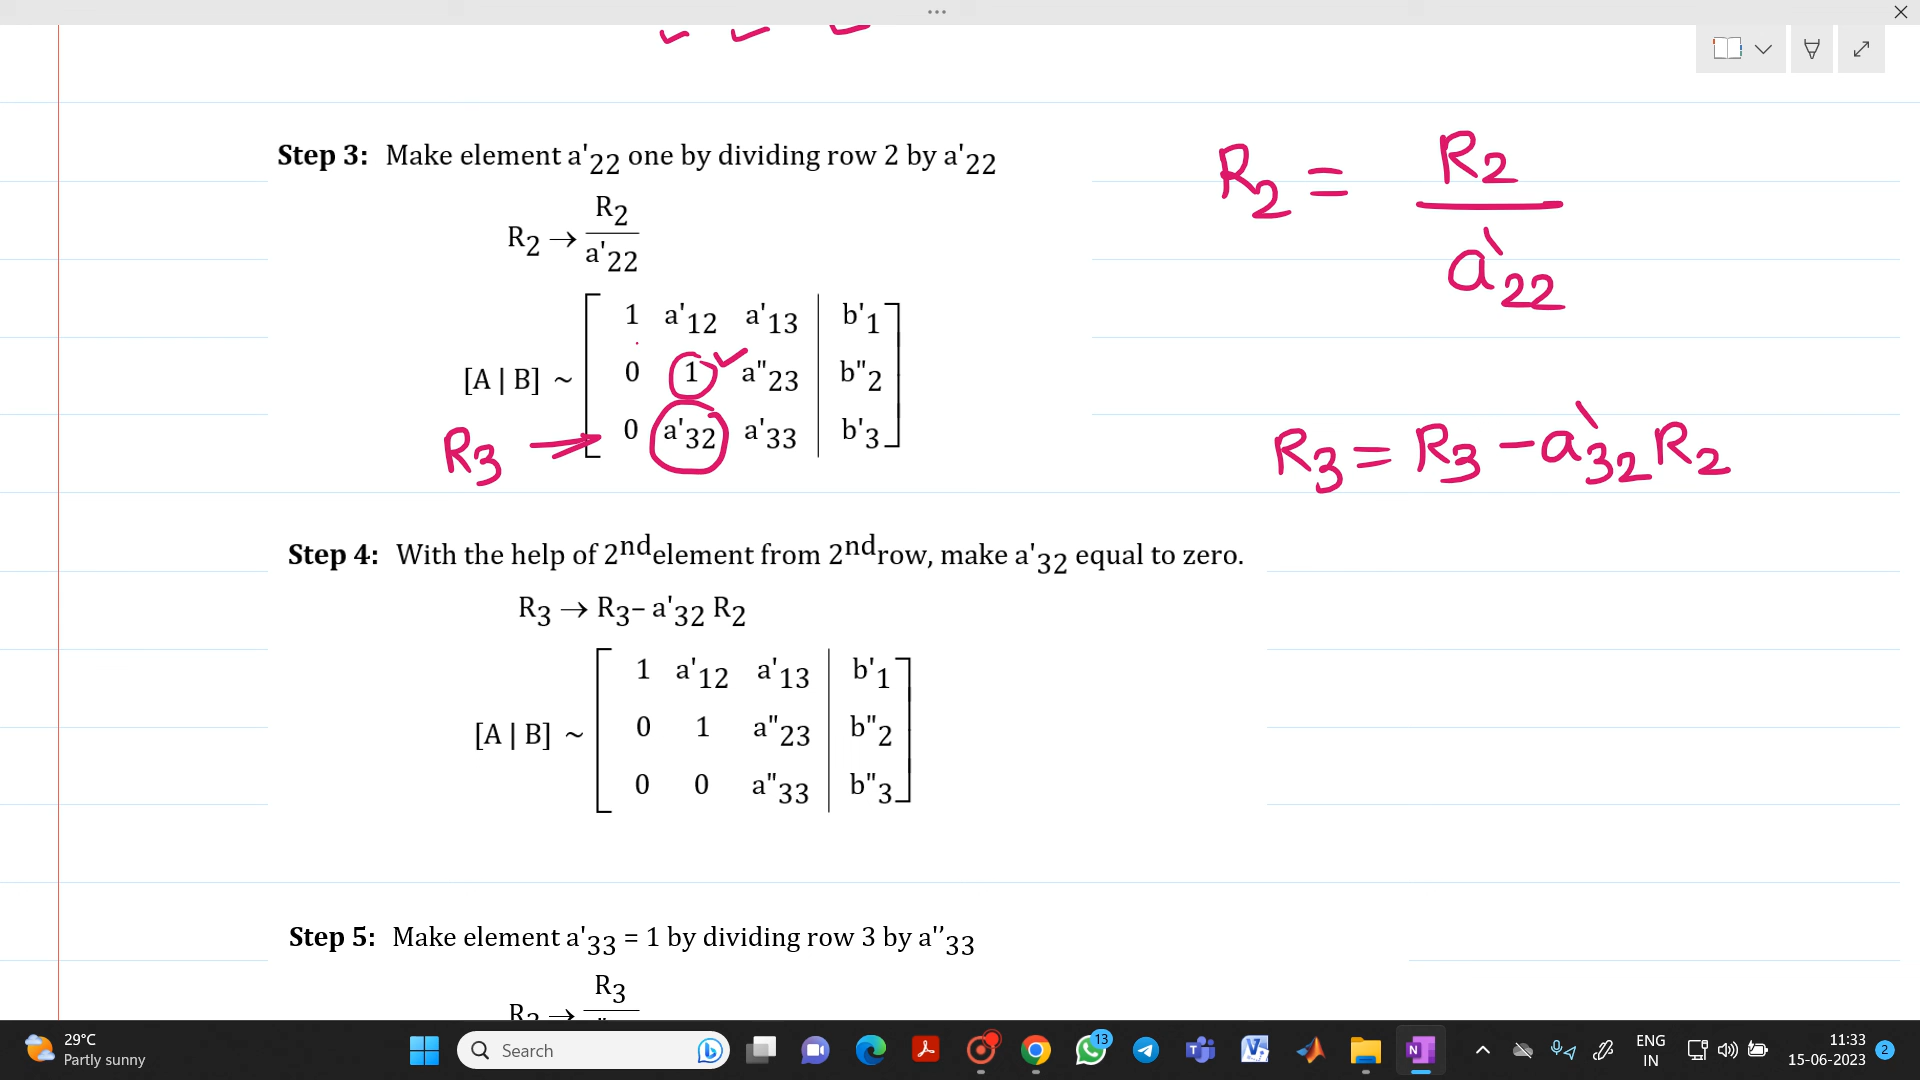 Step 3: Make element a'22 one by dividing row 2 by a'22
R2 → R2 / a'22
[A | B] ~
1 a'12 a'13 | b'1
0 1 a"23 | b"2
0 a'32 a'33 | b'3
R3
R2 = R2 / a'22
R3 = R3 - a'32 R2
Step 4: With the help of 2nd element from 2nd row, make a'32 equal to zero.
R3 → R3– a'32 R2
[A | B] ~
1 a'12 a'13 | b'1
0 1 a"23 | b"2
0 0 a"33 | b"3
Step 5: Make element a'33 = 1 by dividing row 3 by a''33
R3 → R3
29°C
Partly sunny
Search
13
ENG
IN
11:33
15-06-2023
2